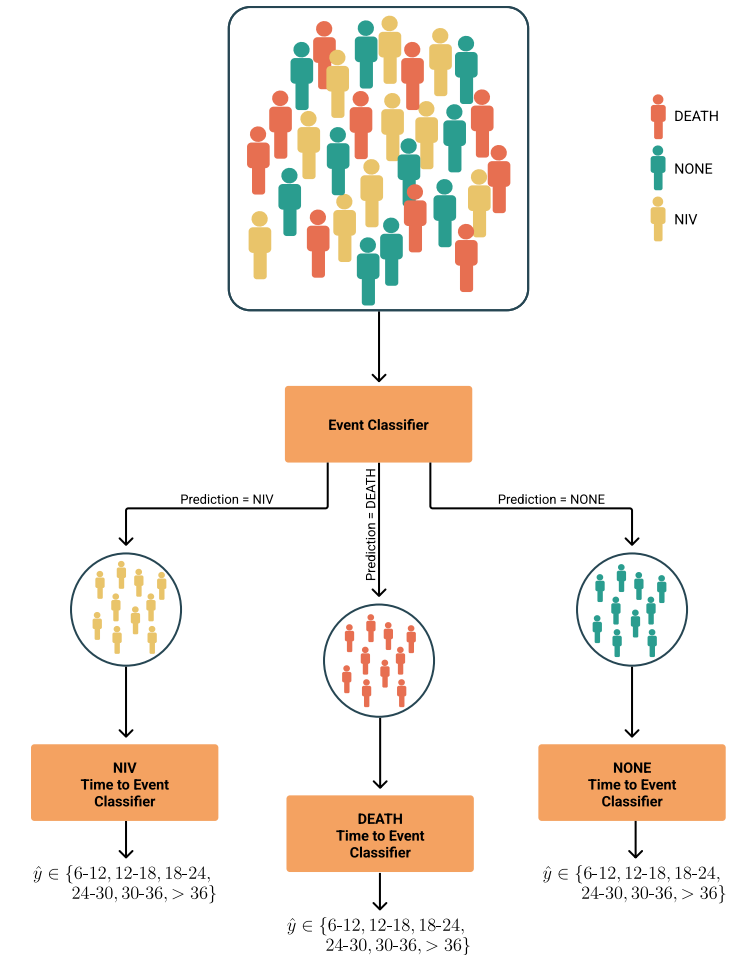 DEATH
NONE
NIV
Event Classifier
Prediction = NIV
Prediction = DEATH
Prediction = NONE
NIV
Time to Event
Classifier
DEATH
Time to Event
Classifier
NONE
Time to Event
Classifier
ŷ ∈ {6-12, 12-18, 18-24,
24-30, 30-36, > 36}
ŷ ∈ {6-12, 12-18, 18-24,
24-30, 30-36, > 36}
ŷ ∈ {6-12, 12-18, 18-24,
24-30, 30-36, > 36}